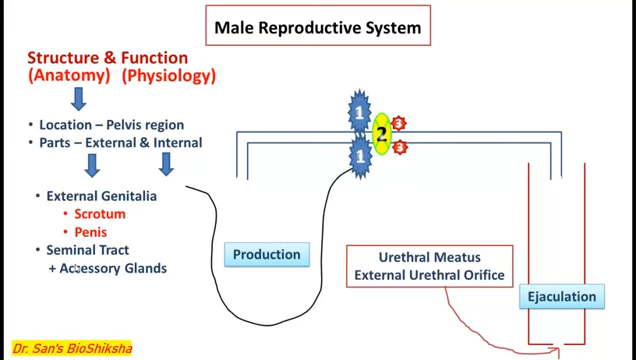 Male Reproductive System
Structure & Function
(Anatomy) (Physiology)
• Location – Pelvis region
• Parts – External & Internal
• External Genitalia
• Scrotum
• Penis
• Seminal Tract
+ Accessory Glands
1
2
3
3
1
Production
Urethral Meatus
External Urethral Orifice
Ejaculation
Dr. San's BioShiksha